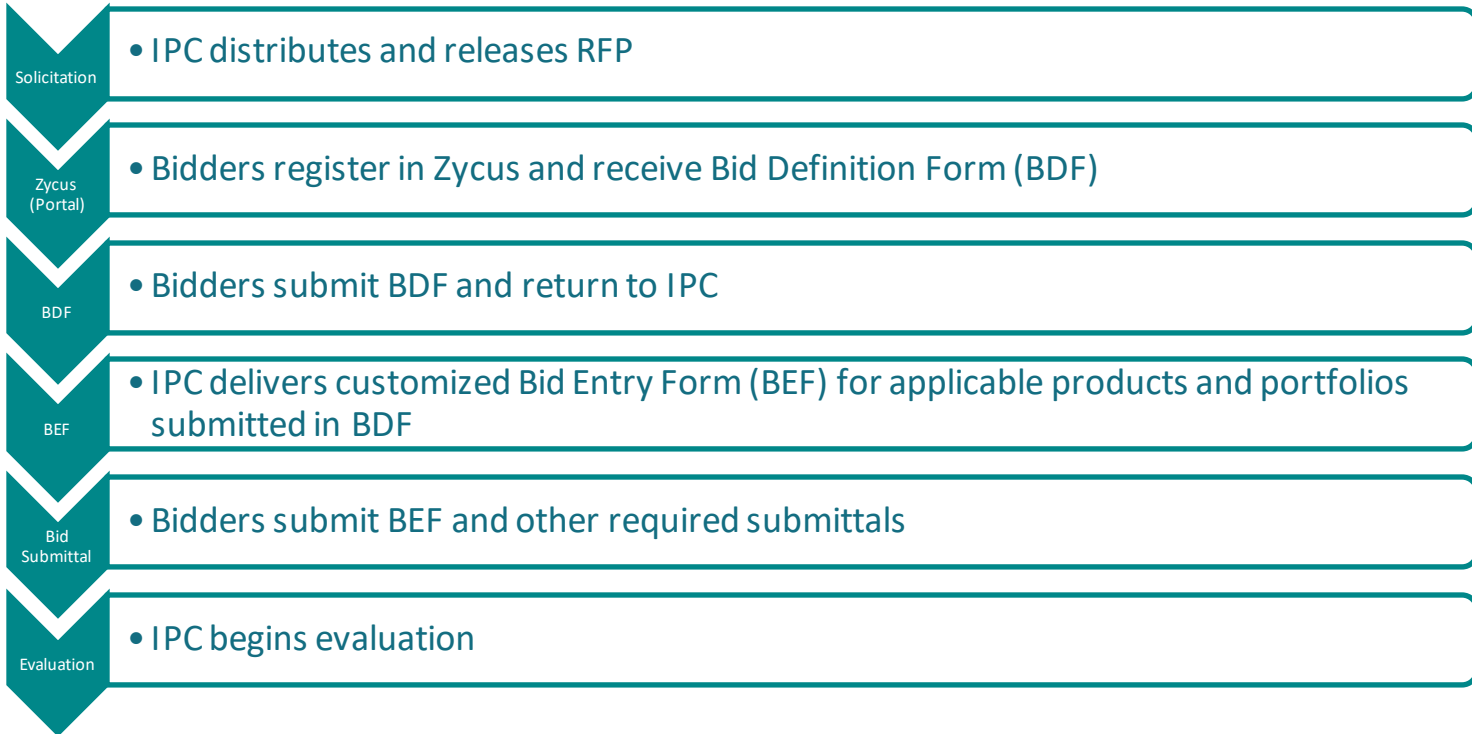 Solicitation
• IPC distributes and releases RFP
Zycus
(Portal)
• Bidders register in Zycus and receive Bid Definition Form (BDF)
BDF
• Bidders submit BDF and return to IPC
BEF
• IPC delivers customized Bid Entry Form (BEF) for applicable products and portfolios
submitted in BDF
Bid
Submittal
• Bidders submit BEF and other required submittals
Evaluation
• IPC begins evaluation